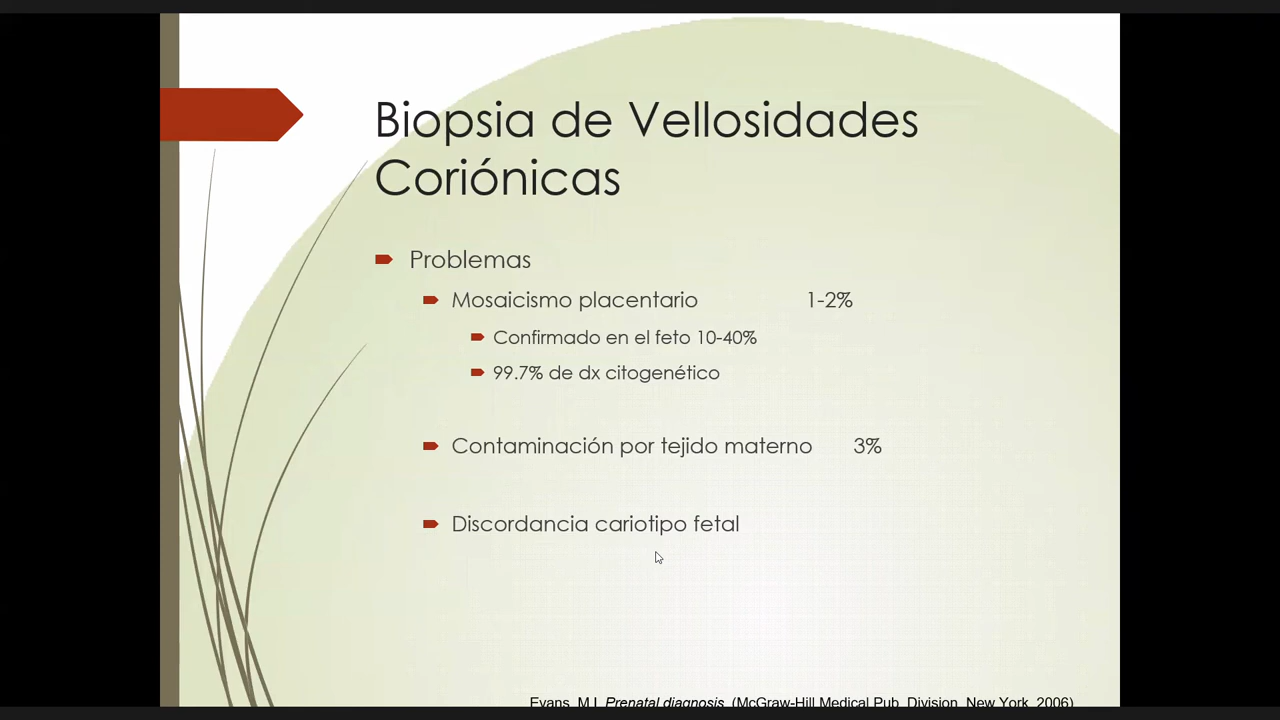 Biopsia de Vellosidades
Coriónicas
Problemas
Mosaicismo placentario 1-2%
Confirmado en el feto 10-40%
99.7% de dx citogenético
Contaminación por tejido materno 3%
Discordancia cariotipo fetal
Evans, M.I. Prenatal diagnosis, (McGraw-Hill Medical Pub. Division, New York, 2006)